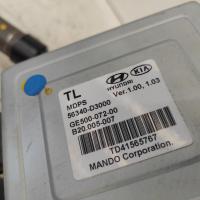 TL
HYUNDAI KIA
MDPS
56340-D3000
Ver.1.00, 1.03
GE500-072-00
B20.005-007
TD41565767
MANDO Corporation.